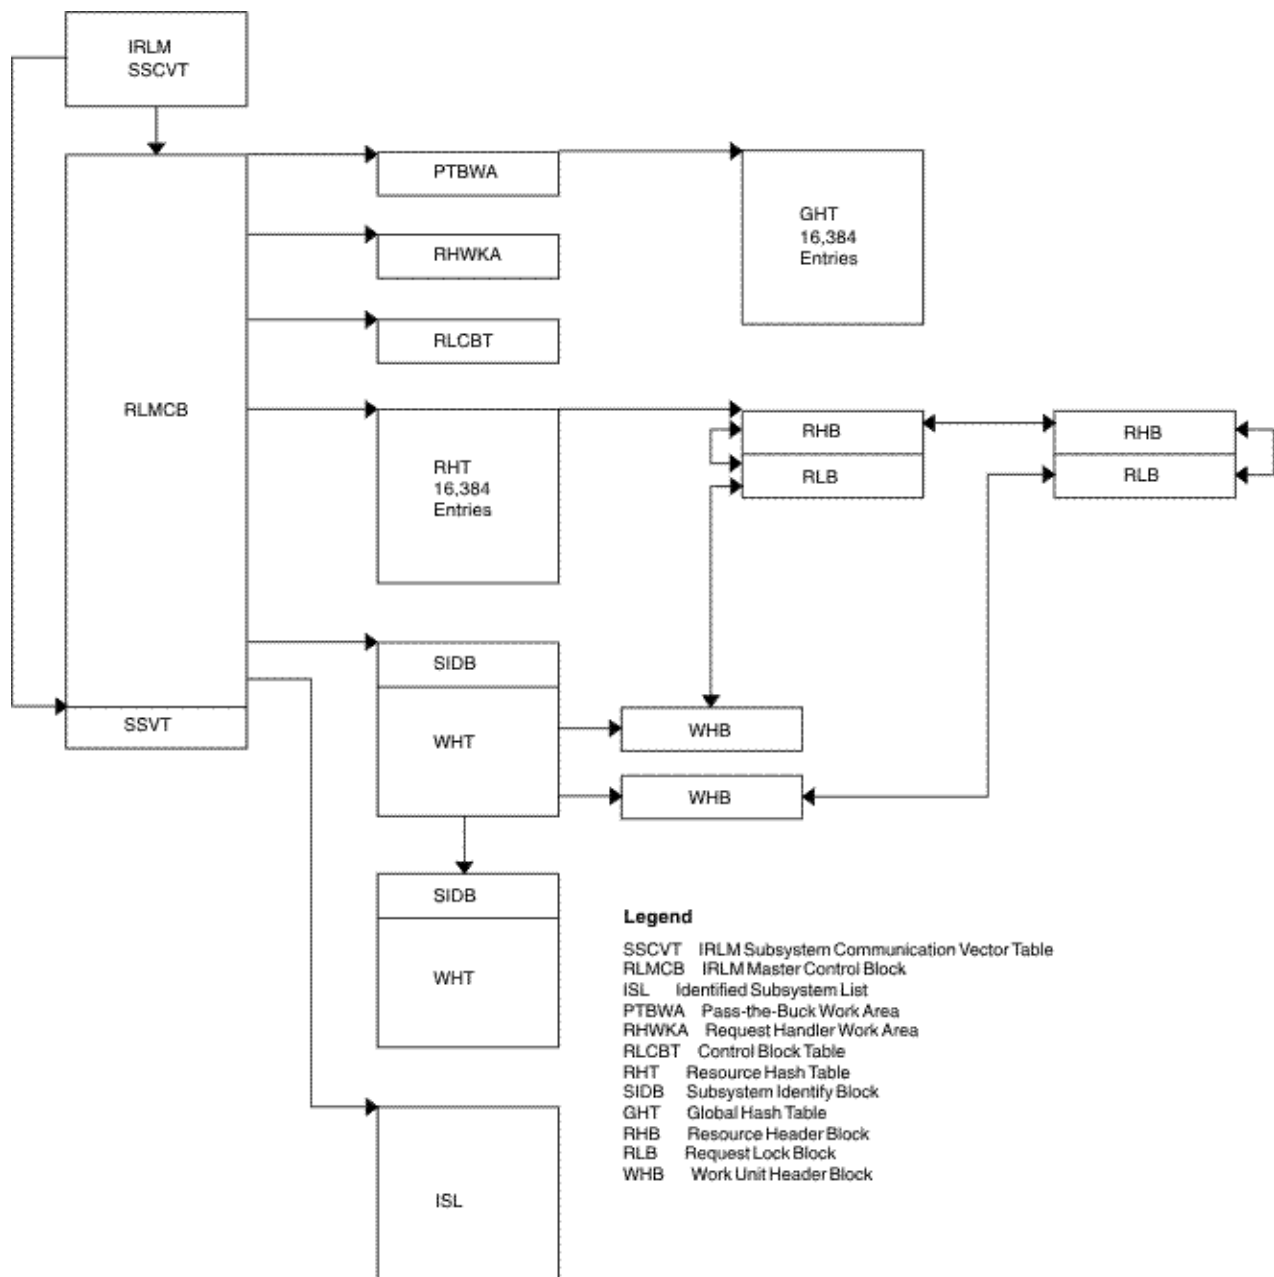 IRLM
SSCVT
PTBWA
GHT
16,384
Entries
RHWKA
RLCBT
RLMCB
RHB
RHB
RHT
16,384
Entries
RLB
RLB
SIDB
SSVT
WHT
WHB
WHB
SIDB
WHT
ISL
Legend
SSCVT IRLM Subsystem Communication Vector Table
RLMCB IRLM Master Control Block
ISL Identified Subsystem List
PTBWA Pass-the-Buck Work Area
RHWKA Request Handler Work Area
RLCBT Control Block Table
RHT Resource Hash Table
SIDB Subsystem Identify Block
GHT Global Hash Table
RHB Resource Header Block
RLB Request Lock Block
WHB Work Unit Header Block